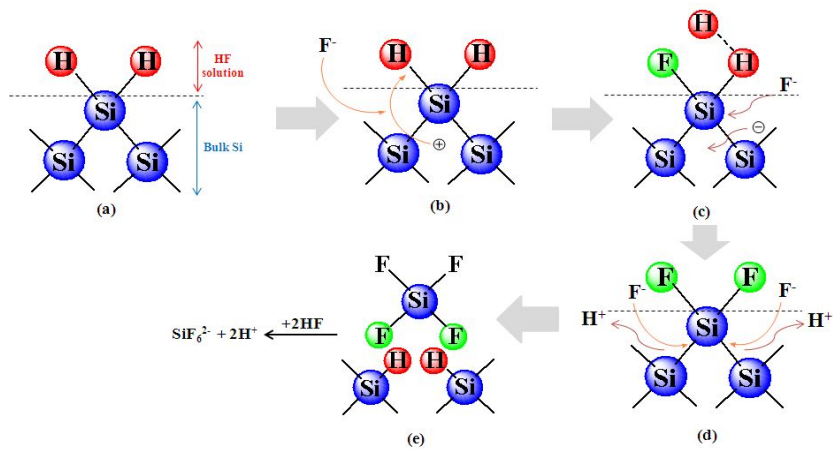 H H
HF
solution
Si
Bulk Si
Si Si
(a)
F-
H H
Si
Si ⊕ Si
(b)
H
F H
F-
Si
⊖
Si Si
(c)
F F
F- F-
H+ Si H+
Si Si
(d)
F F
Si
F F
H H
Si Si
(e)
+2HF
SiF₆²⁻ + 2H⁺